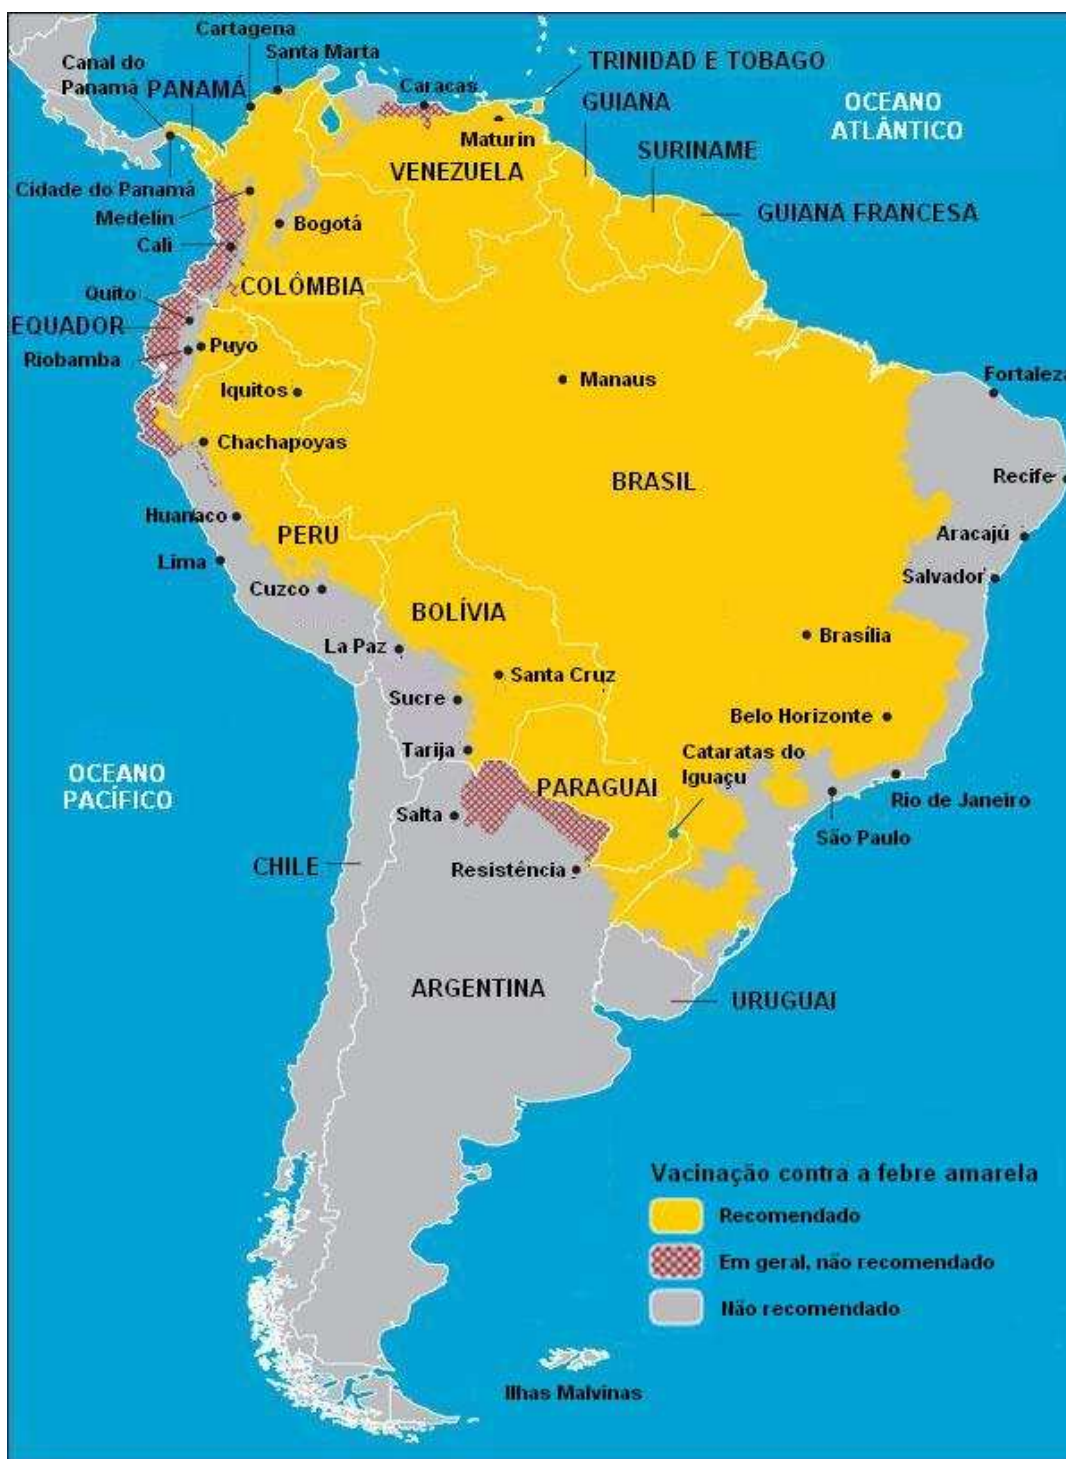 Cartagena
Santa Marta
Canal do
Panamá
PANAMÁ
Caracas
TRINIDAD E TOBAGO
GUIANA
OCEANO
ATLÂNTICO
Maturin
SURINAME
VENEZUELA
Cidade do Panamá
Medelín
Bogotá
GUIANA FRANCESA
Cali
COLÔMBIA
Quito
EQUADOR
Puyo
Riobamba
Iquitos
Manaus
Fortaleza
Chachapoyas
BRASIL
Recife
Huanaco
PERU
Aracajú
Lima
Salvador
Cuzco
BOLÍVIA
Brasília
La Paz
Santa Cruz
Sucre
Belo Horizonte
Tarija
Cataratas do
Iguaçu
OCEANO
PACÍFICO
PARAGUAI
Rio de Janeiro
Salta
São Paulo
CHILE
Resistência
ARGENTINA
URUGUAI
Vacinação contra a febre amarela
Recomendado
Em geral, não recomendado
Não recomendado
Ilhas Malvinas